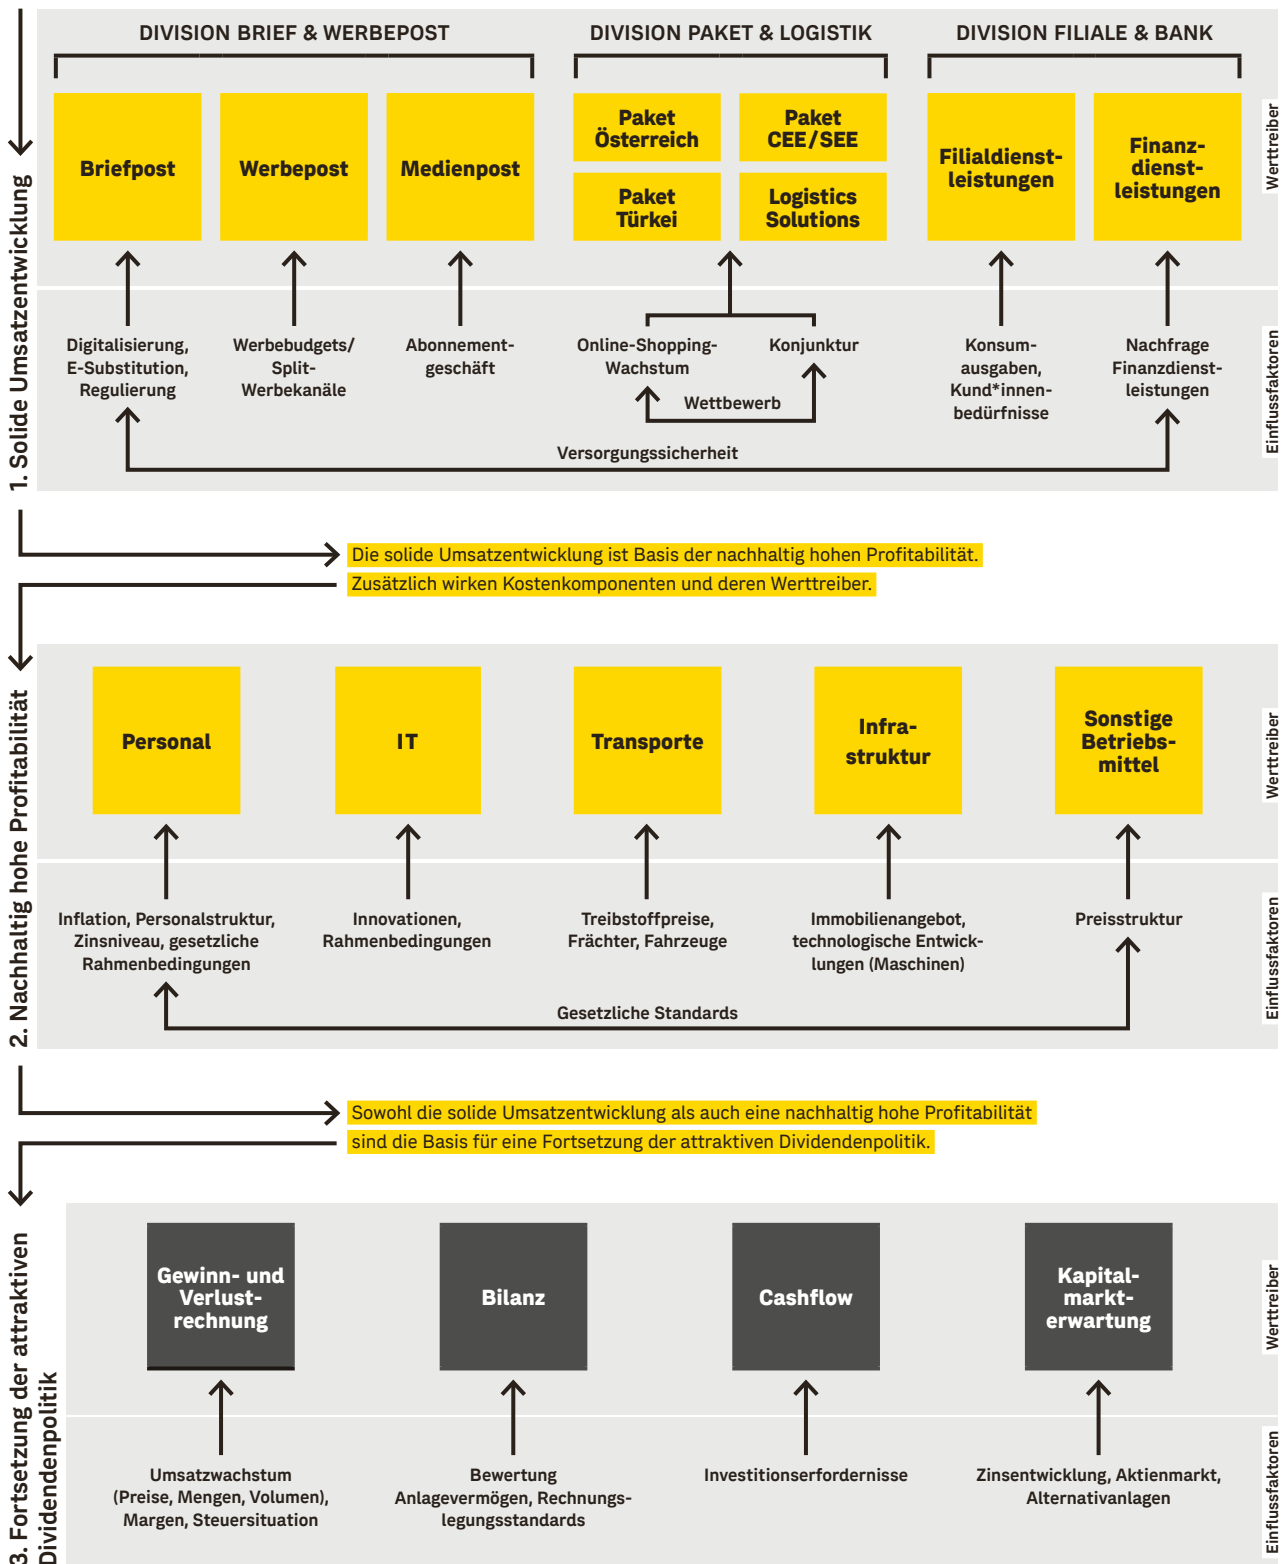 1. Solide Umsatzentwicklung
DIVISION BRIEF & WERBEPOST
DIVISION PAKET & LOGISTIK
DIVISION FILIALE & BANK
Werttreiber
Briefpost
Werbepost
Medienpost
Paket
Österreich
Paket
CEE/SEE
Paket
Türkei
Logistics
Solutions
Filialdienst-
leistungen
Finanz-
dienst-
leistungen
Einflussfaktoren
Digitalisierung,
E-Substitution,
Regulierung
Werbebudgets/
Split-
Werbekanäle
Abonnement-
geschäft
Online-Shopping-
Wachstum
Konjunktur
Wettbewerb
Konsum-
ausgaben,
Kund*innen-
bedürfnisse
Nachfrage
Finanzdienst-
leistungen
Versorgungssicherheit
Die solide Umsatzentwicklung ist Basis der nachhaltig hohen Profitabilität.
Zusätzlich wirken Kostenkomponenten und deren Werttreiber.
2. Nachhaltig hohe Profitabilität
Werttreiber
Personal
IT
Transporte
Infra-
struktur
Sonstige
Betriebs-
mittel
Einflussfaktoren
Inflation, Personalstruktur,
Zinsniveau, gesetzliche
Rahmenbedingungen
Innovationen,
Rahmenbedingungen
Treibstoffpreise,
Frächter, Fahrzeuge
Immobilienangebot,
technologische Entwick-
lungen (Maschinen)
Preisstruktur
Gesetzliche Standards
Sowohl die solide Umsatzentwicklung als auch eine nachhaltig hohe Profitabilität
sind die Basis für eine Fortsetzung der attraktiven Dividendenpolitik.
3. Fortsetzung der attraktiven
Dividendenpolitik
Werttreiber
Gewinn- und
Verlust-
rechnung
Bilanz
Cashflow
Kapital-
markt-
erwartung
Einflussfaktoren
Umsatzwachstum
(Preise, Mengen, Volumen),
Margen, Steuersituation
Bewertung
Anlagevermögen, Rechnungs-
legungsstandards
Investitionserfordernisse
Zinsentwicklung, Aktienmarkt,
Alternativanlagen